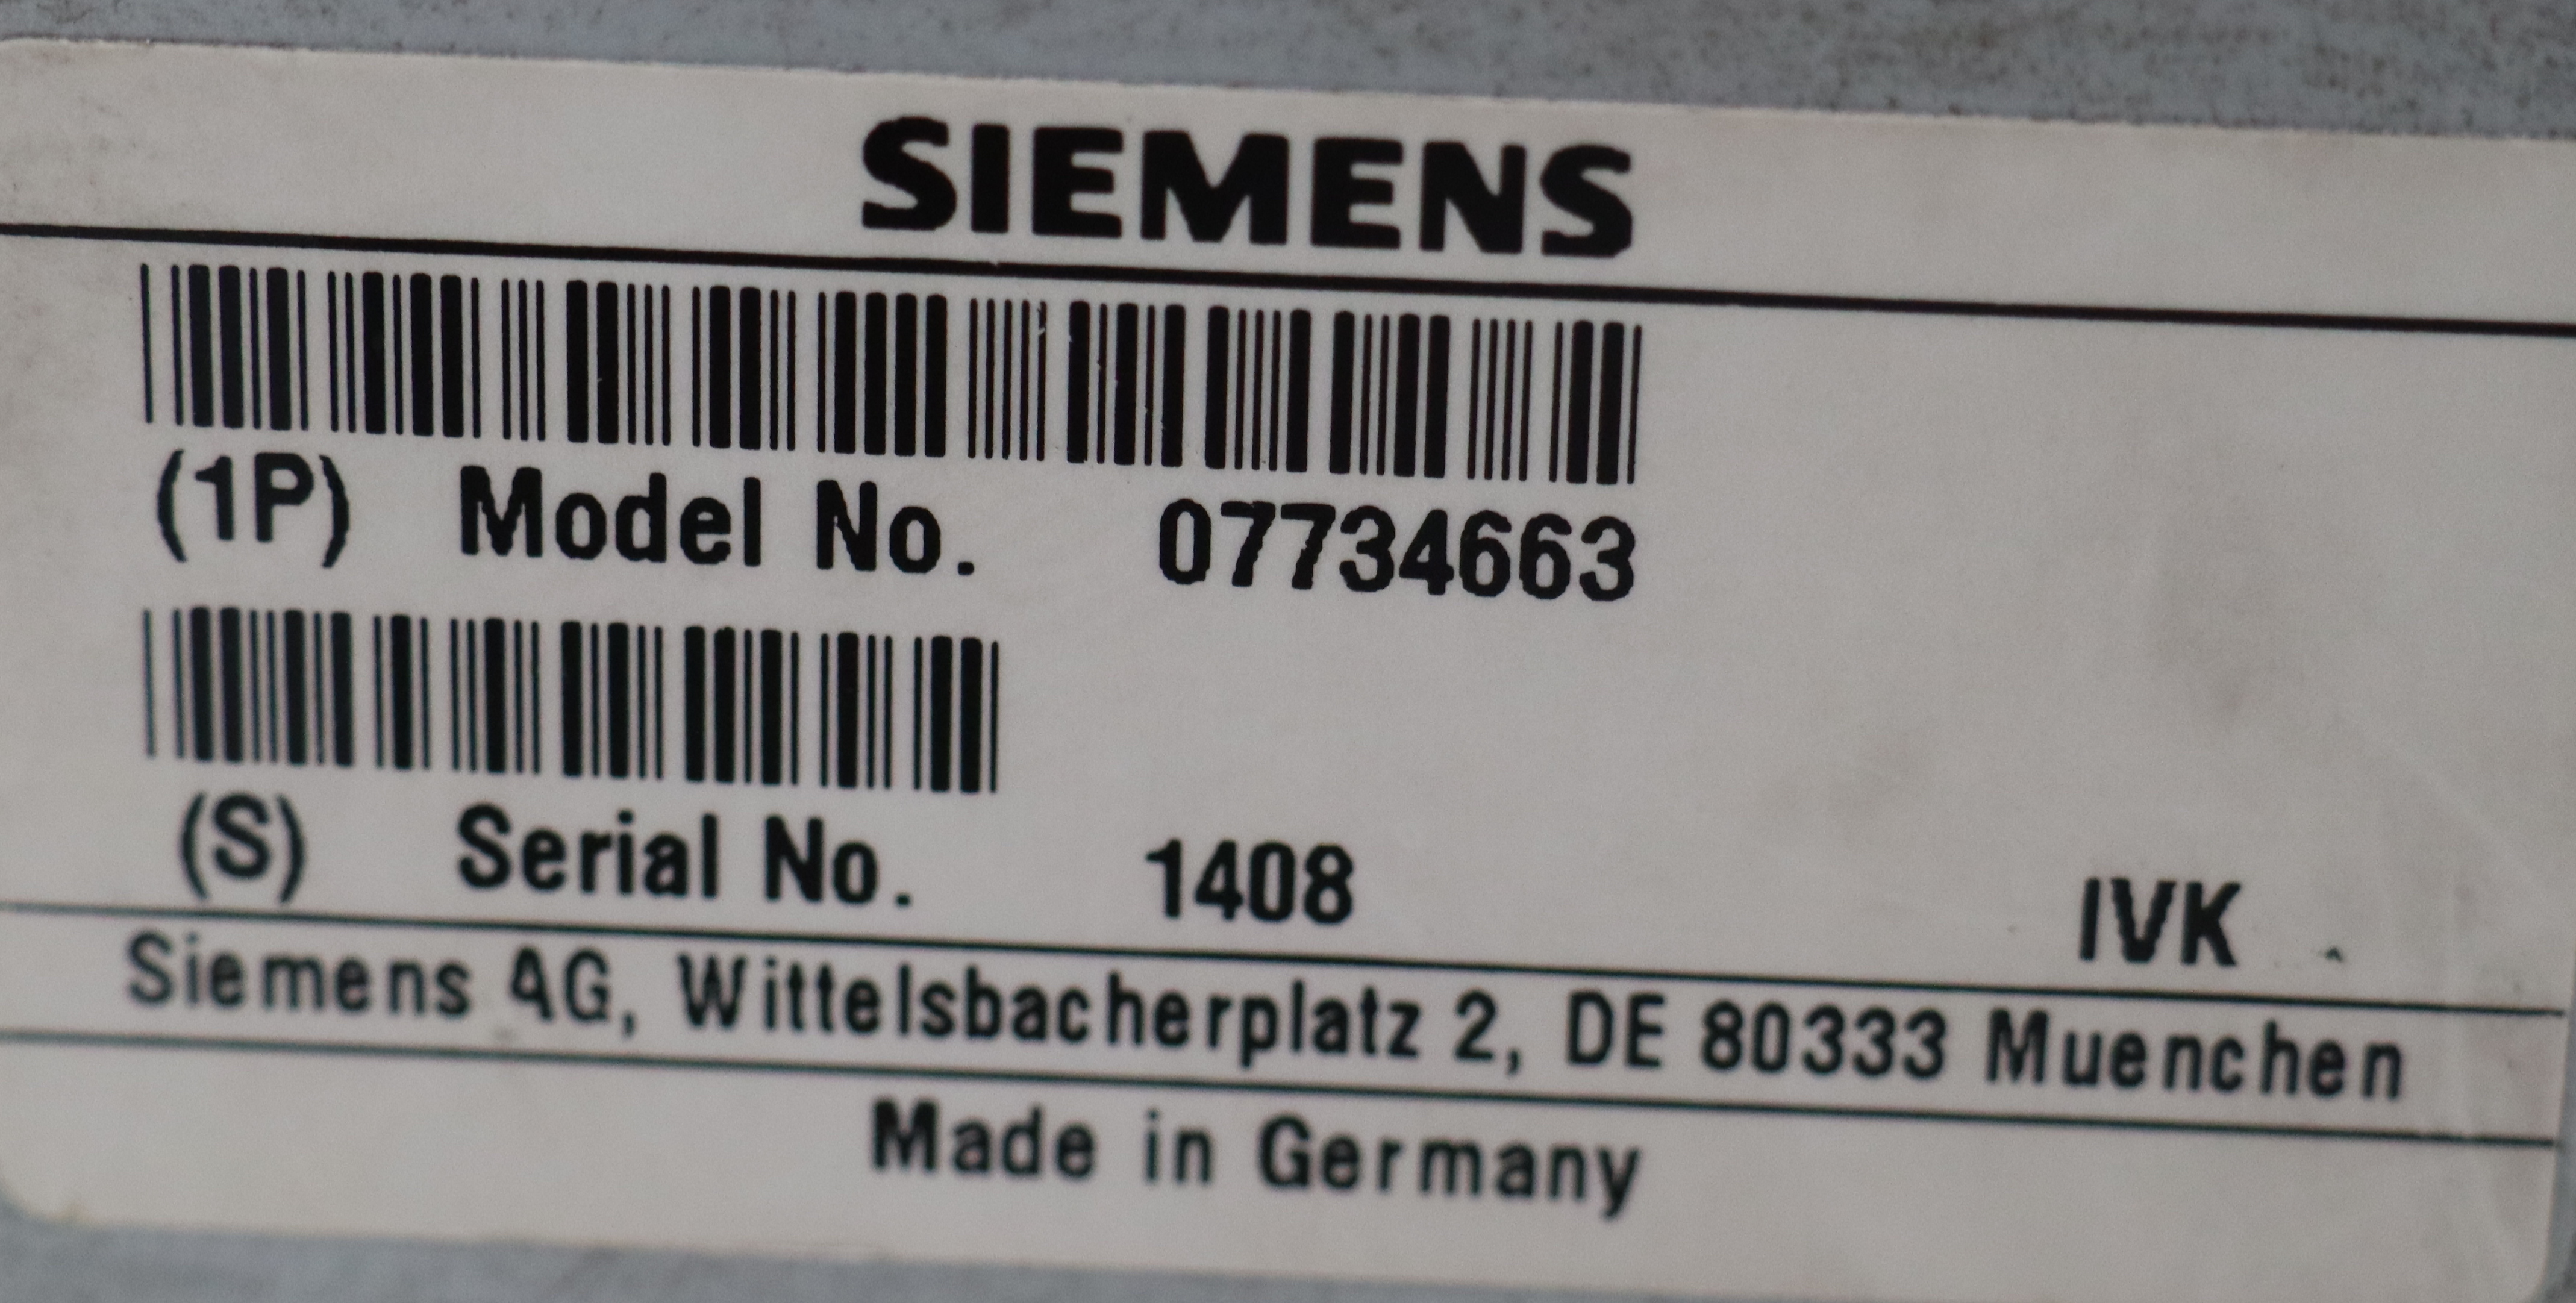 SIEMENS
(1P) Model No. 07734663
(S) Serial No. 1408 IVK
Siemens AG, Wittelsbacherplatz 2, DE 80333 Muenchen
Made in Germany